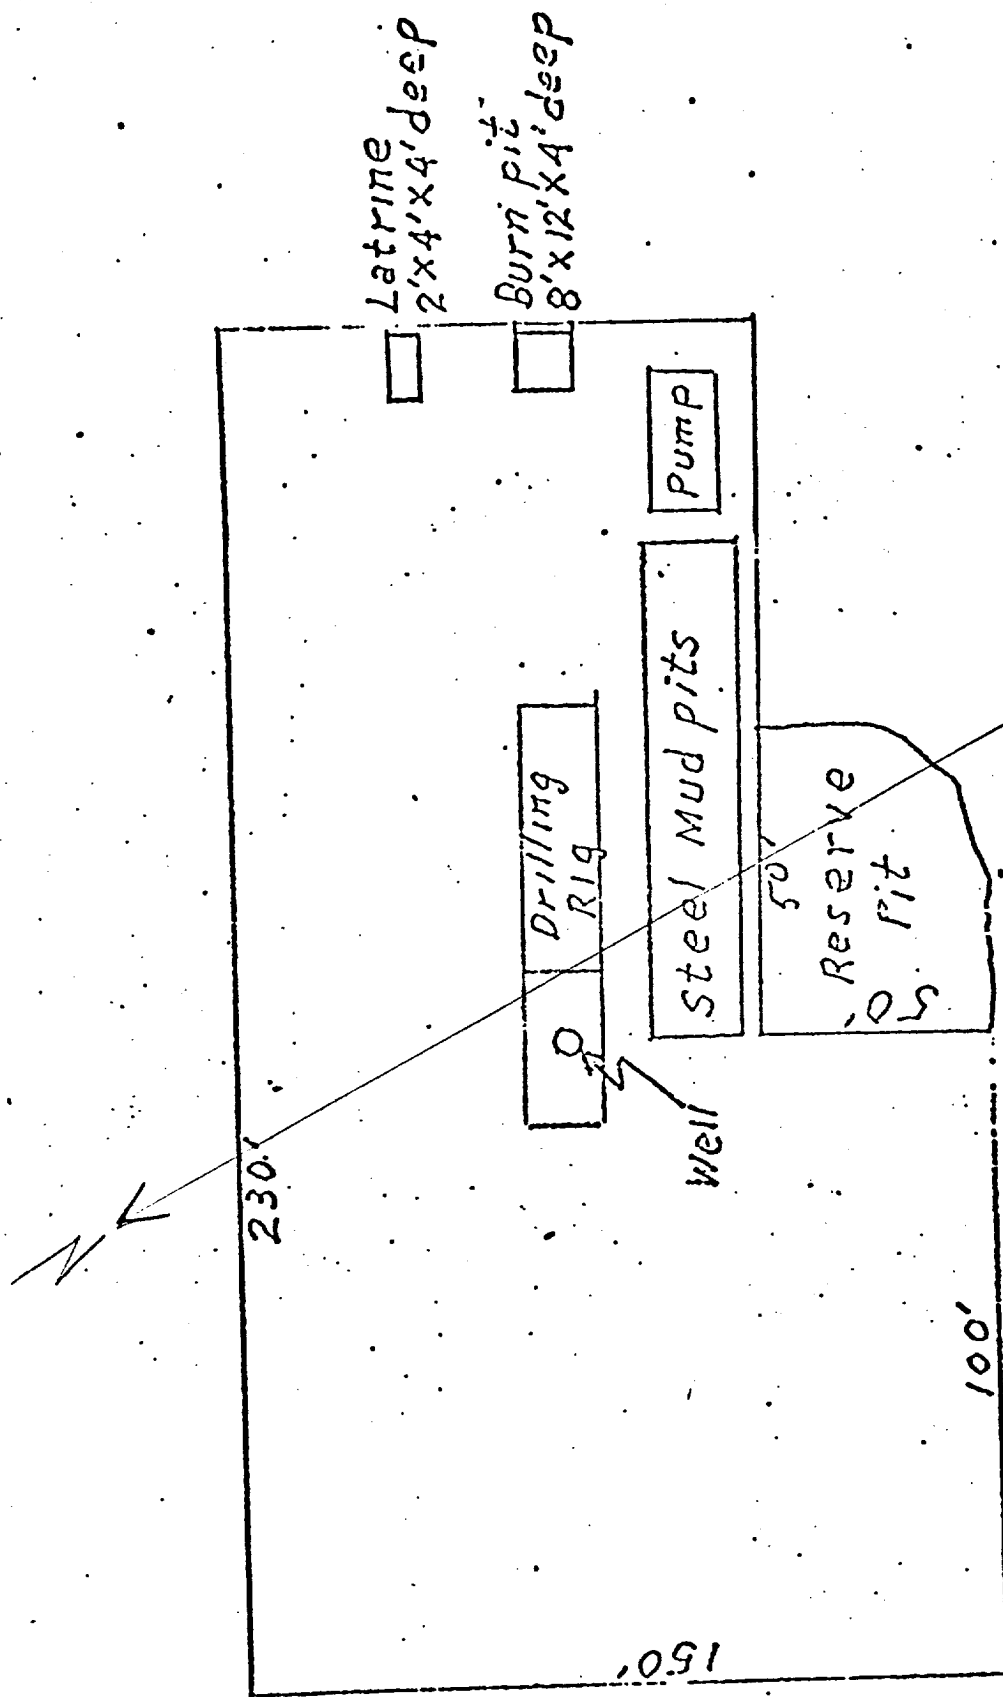 N
230'
Latrine
2'x4'x4' deep
Burn pit
8'x12'x4' deep
Drilling
Rig
Well
Pump
Steel Mud pits
50'
Reserve
Pit
50'
100'
150'